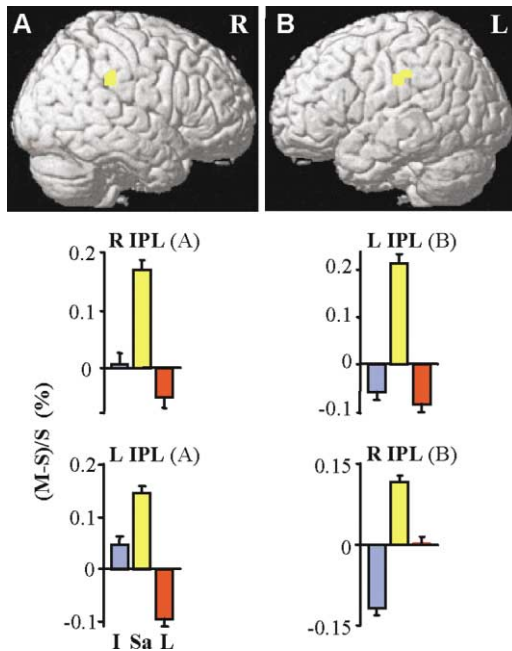 A R
B L
R IPL (A)
0.2
0.1
0
L IPL (B)
0.2
0.1
0
-0.1
(M-S)/S (%)
L IPL (A)
0.2
0.1
0
-0.1
I Sa L
R IPL (B)
0.15
0
-0.15